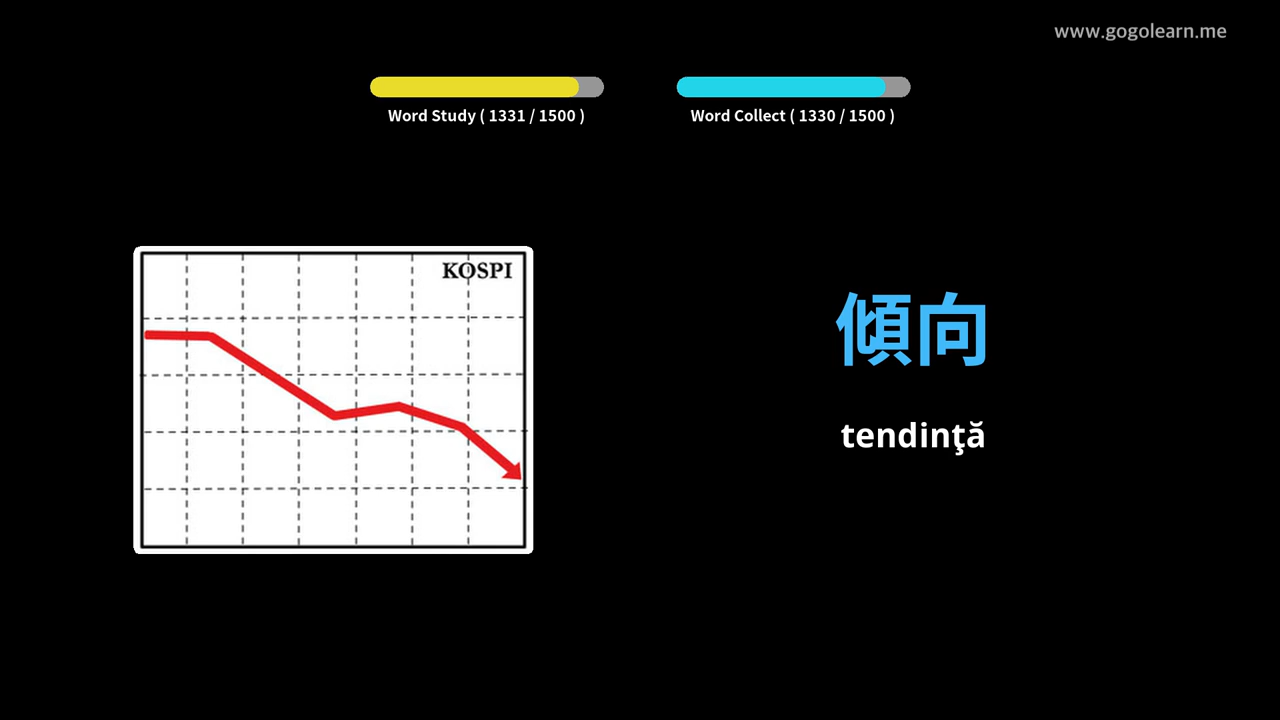 www.gogolearn.me
Word Study ( 1331 / 1500 )
Word Collect ( 1330 / 1500 )
KOSPI
傾向
tendinţă